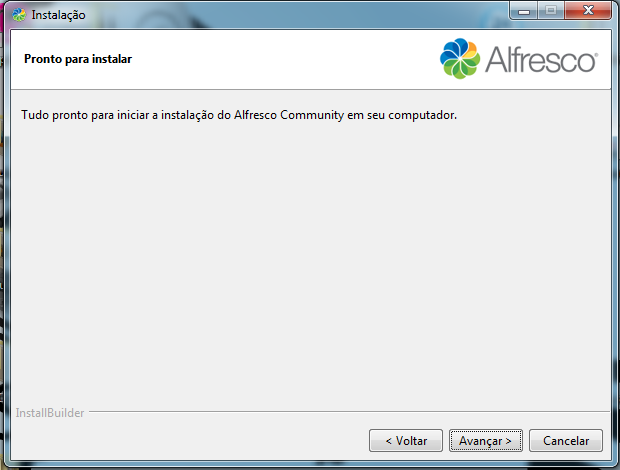 Instalação
Pronto para instalar
Alfresco®
Tudo pronto para iniciar a instalação do Alfresco Community em seu computador.
InstallBuilder
< Voltar
Avançar >
Cancelar